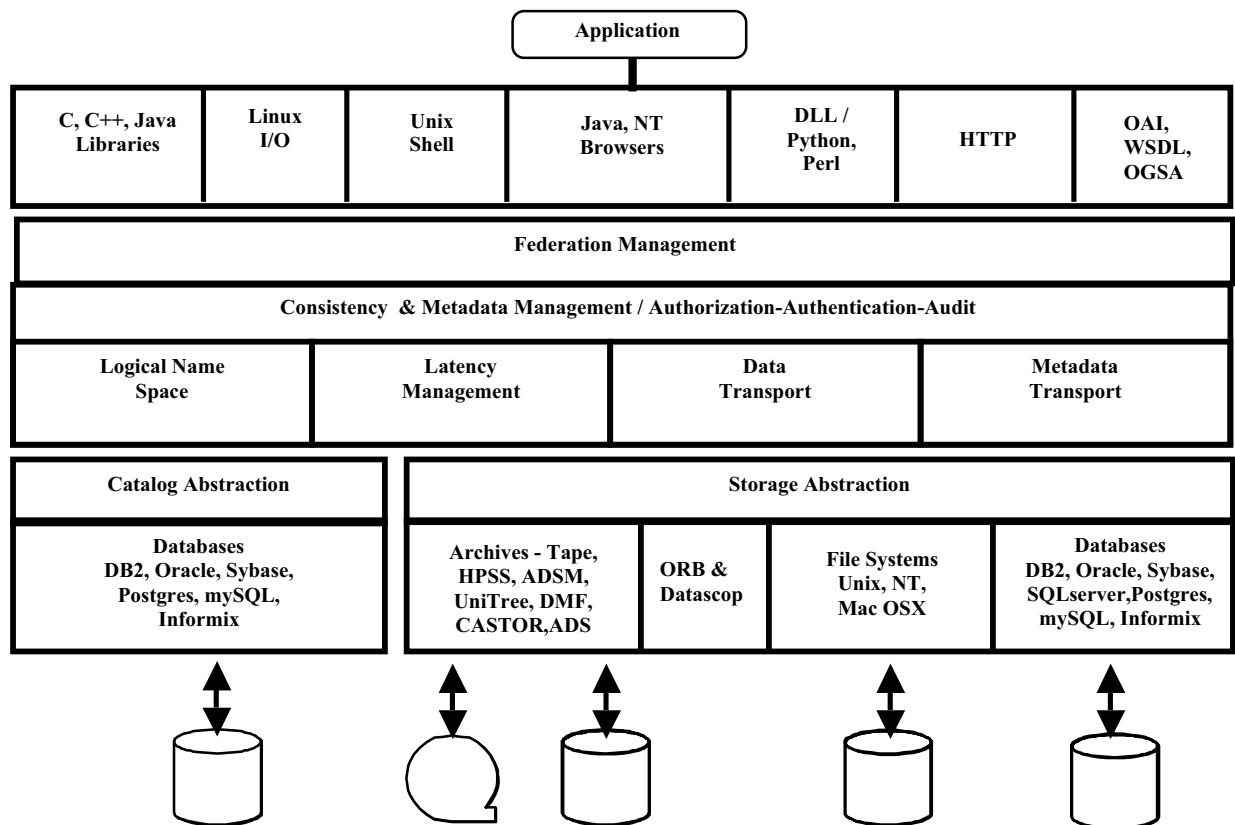 Application
C, C++, Java
Libraries
Linux
I/O
Unix
Shell
Java, NT
Browsers
DLL /
Python,
Perl
HTTP
OAI,
WSDL,
OGSA
Federation Management
Consistency & Metadata Management / Authorization-Authentication-Audit
Logical Name
Space
Latency
Management
Data
Transport
Metadata
Transport
Catalog Abstraction
Storage Abstraction
Databases
DB2, Oracle, Sybase,
Postgres, mySQL,
Informix
Archives - Tape,
HPSS, ADSM,
UniTree, DMF,
CASTOR,ADS
ORB &
Datascop
File Systems
Unix, NT,
Mac OSX
Databases
DB2, Oracle, Sybase,
SQLserver,Postgres,
mySQL, Informix